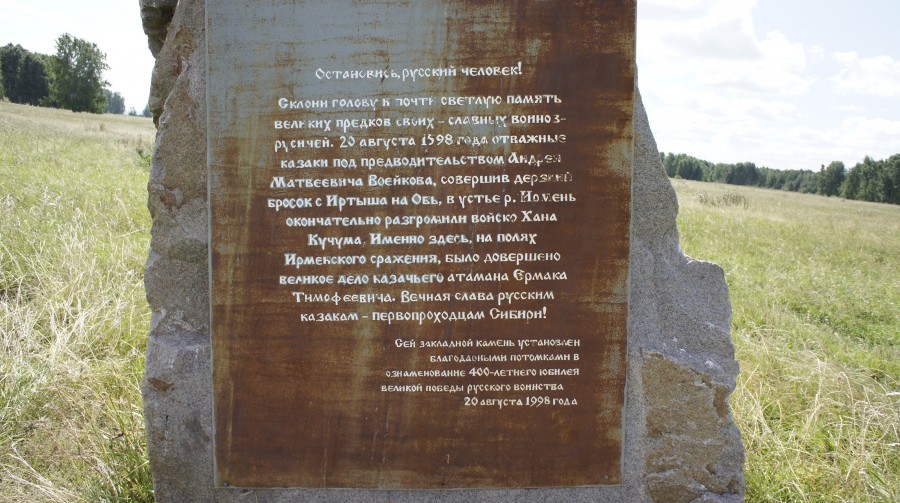 Остановись, русский человек!
Склони голову и почти светлую память
великих предков своих – славных воинов-
русичей. 20 августа 1598 года отважные
казаки под предводительством Андрея
Матвеевича Воейкова, совершив дерзкий
бросок с Иртыша на Обь, в устье р. Ирмень
окончательно разгромили войско Хана
Кучума. Именно здесь, на полях
Ирменского сражения, было довершено
великое дело казачьего атамана Ермака
Тимофеевича. Вечная слава русским
казакам – первопроходцам Сибири!
Сей закладной камень установлен
благодарными потомками в
ознаменование 400-летнего юбилея
великой победы русского воинства
20 августа 1998 года